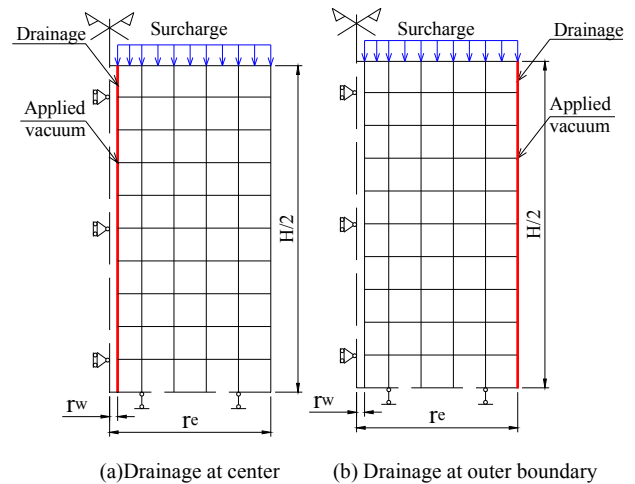 Surcharge
Drainage
Applied
vacuum
H/2
rw
re
(a)Drainage at center
Surcharge
Drainage
Applied
vacuum
H/2
rw
re
(b) Drainage at outer boundary